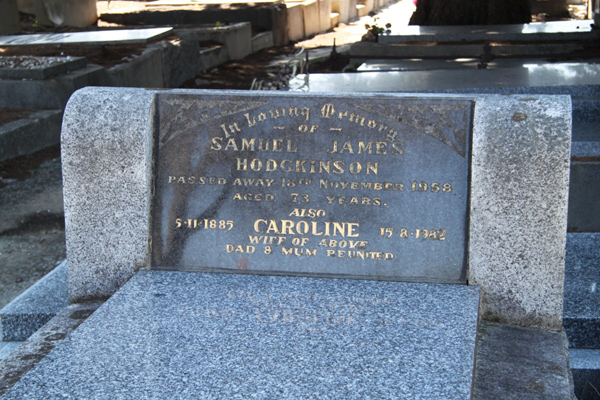 In Loving Memory
~ OF ~
SAMUEL JAMES
HODGKINSON
PASSED AWAY 18TH NOVEMBER 1958
AGED 73 YEARS.
ALSO
5-11-1885 CAROLINE 15-8-1982
WIFE OF ABOVE
DAD & MUM REUNITED